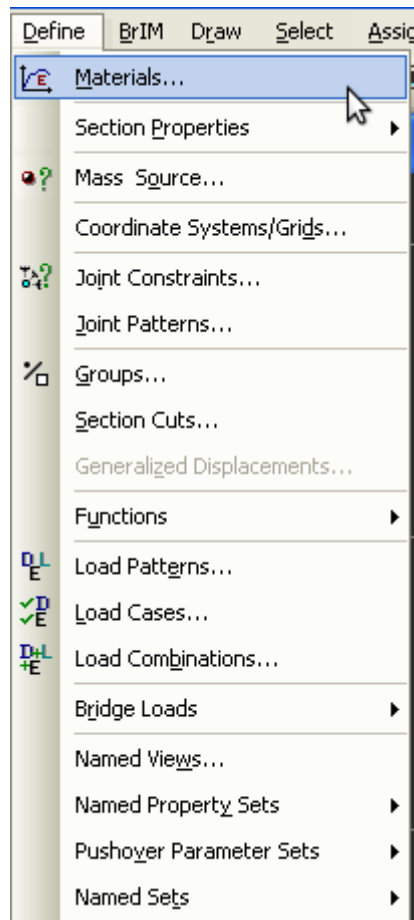 Define BrIM Draw Select Assig
Materials...
Section Properties
Mass Source...
Coordinate Systems/Grids...
Joint Constraints...
Joint Patterns...
Groups...
Section Cuts...
Generalized Displacements...
Functions
Load Patterns...
Load Cases...
Load Combinations...
Bridge Loads
Named Views...
Named Property Sets
Pushover Parameter Sets
Named Sets